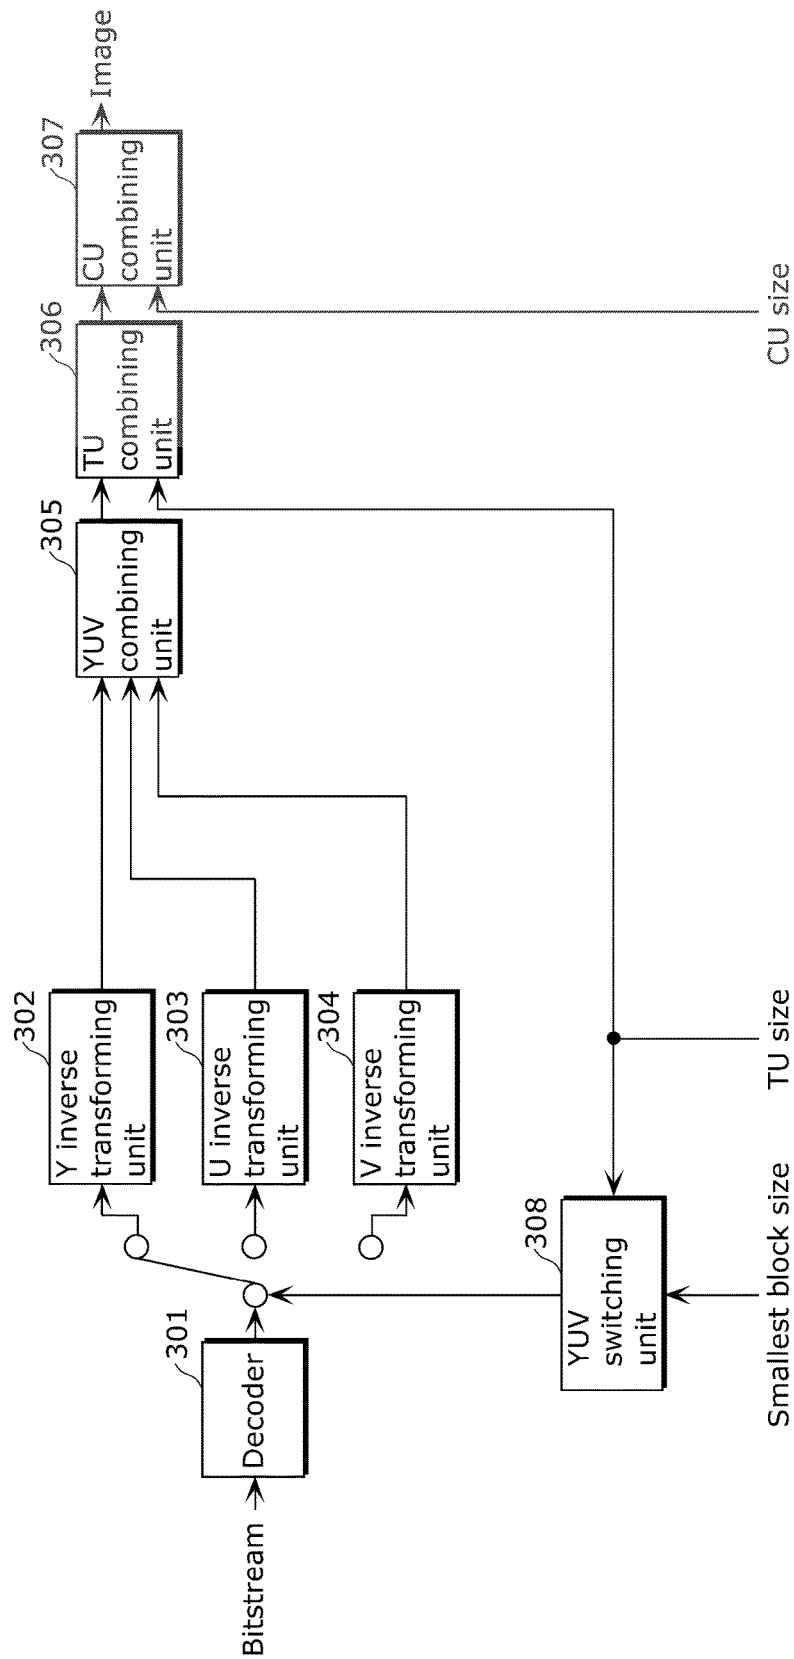 Bitstream
301
Decoder
302
Y inverse
transforming
unit
303
U inverse
transforming
unit
304
V inverse
transforming
unit
305
YUV
combining
unit
306
TU
combining
unit
307
CU
combining
unit
Image
308
YUV
switching
unit
Smallest block size
TU size
CU size